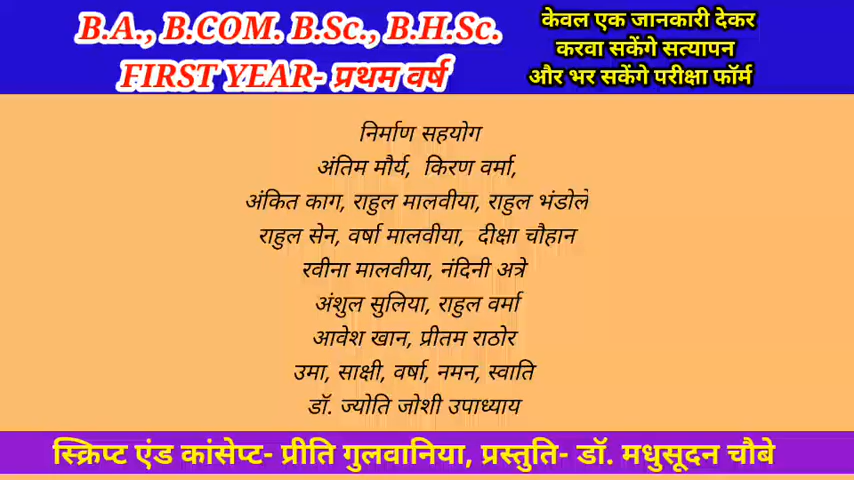 B.A., B.COM. B.Sc., B.H.Sc.
FIRST YEAR- प्रथम वर्ष
केवल एक जानकारी देकर
करवा सकेंगे सत्यापन
और भर सकेंगे परीक्षा फॉर्म
निर्माण सहयोग
अंतिम मौर्य, किरण वर्मा,
अंकित काग, राहुल मालवीया, राहुल भंडोले
राहुल सेन, वर्षा मालवीया, दीक्षा चौहान
रवीना मालवीया, नंदिनी अत्रे
अंशुल सुलिया, राहुल वर्मा
आवेश खान, प्रीतम राठोर
उमा, साक्षी, वर्षा, नमन, स्वाति
डॉ. ज्योति जोशी उपाध्याय
स्क्रिप्ट एंड कांसेप्ट- प्रीति गुलवानिया, प्रस्तुति- डॉ. मधुसूदन चौबे